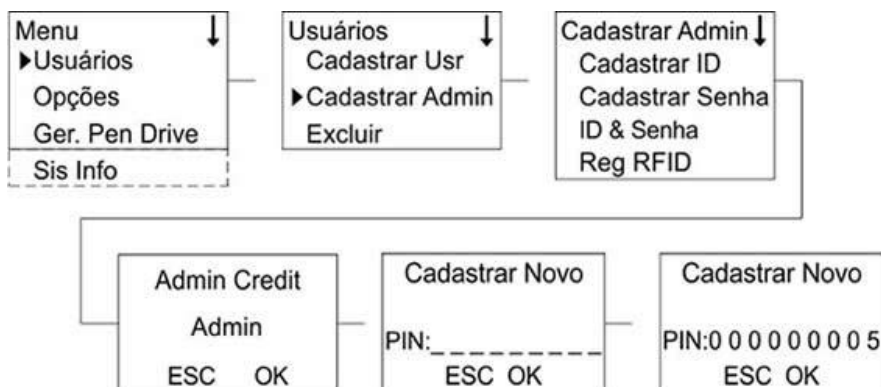 Menu ↓
▶Usuários
Opções
Ger. Pen Drive
Sis Info
Usuários ↓
Cadastrar Usr
▶Cadastrar Admin
Excluir
Cadastrar Admin ↓
Cadastrar ID
Cadastrar Senha
ID & Senha
Reg RFID
Admin Credit
Admin
ESC OK
Cadastrar Novo
PIN:_ _ _ _ _ _ _ _ _
ESC OK
Cadastrar Novo
PIN:0 0 0 0 0 0 0 0 5
ESC OK